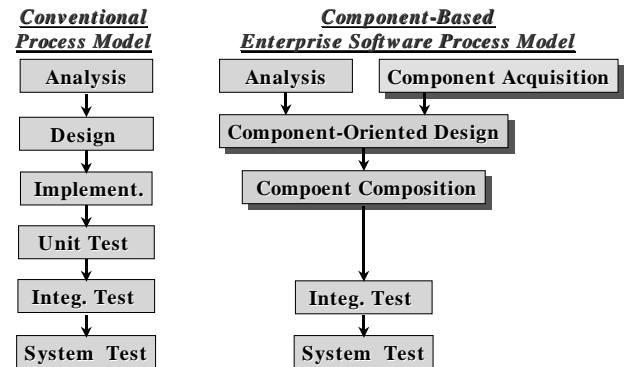 Conventional
Process Model
Analysis
Design
Implement.
Unit Test
Integ. Test
System Test
Component-Based
Enterprise Software Process Model
Analysis
Component Acquisition
Component-Oriented Design
Compoent Composition
Integ. Test
System Test